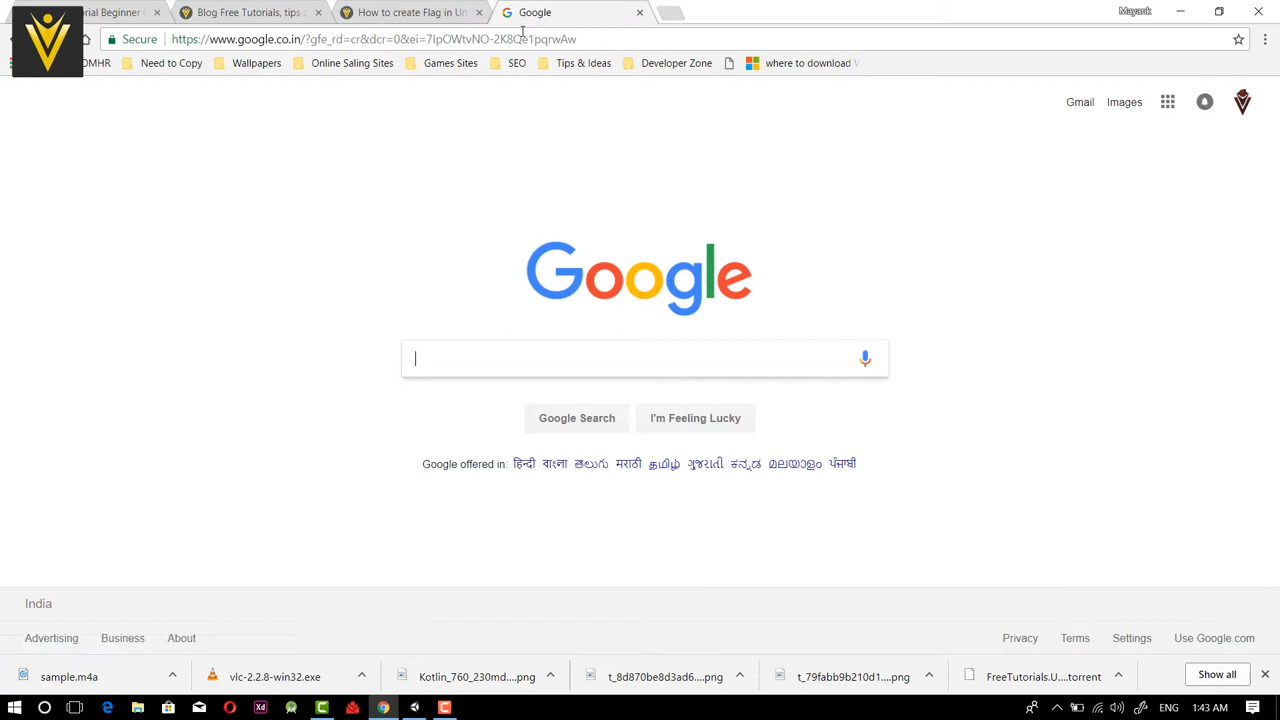 rial Beginner
Blog Free Tutorials, tips a
How to create Flag in Un
Google
Mayank
Secure
https://www.google.co.in/?gfe_rd=cr&dcr=0&ei=7IpOWtvNO-2K8Qe1pqrwAw
OMHR
Need to Copy
Wallpapers
Online Saling Sites
Games Sites
SEO
Tips & Ideas
Developer Zone
where to download W
Gmail Images
Google
Google Search
I'm Feeling Lucky
Google offered in: हिन्दी বাংলা తెలుగు मराठी தமிழ் ગુજરાતી ಕನ್ನಡ മലയാളം ਪੰਜਾਬੀ
India
Advertising Business About
Privacy Terms Settings Use Google.com
sample.m4a
vlc-2.2.8-win32.exe
Kotlin_760_230md....png
t_8d870be8d3ad6....png
t_79fabb9b210d1....png
FreeTutorials.U....torrent
Show all
Xd
ENG
1:43 AM